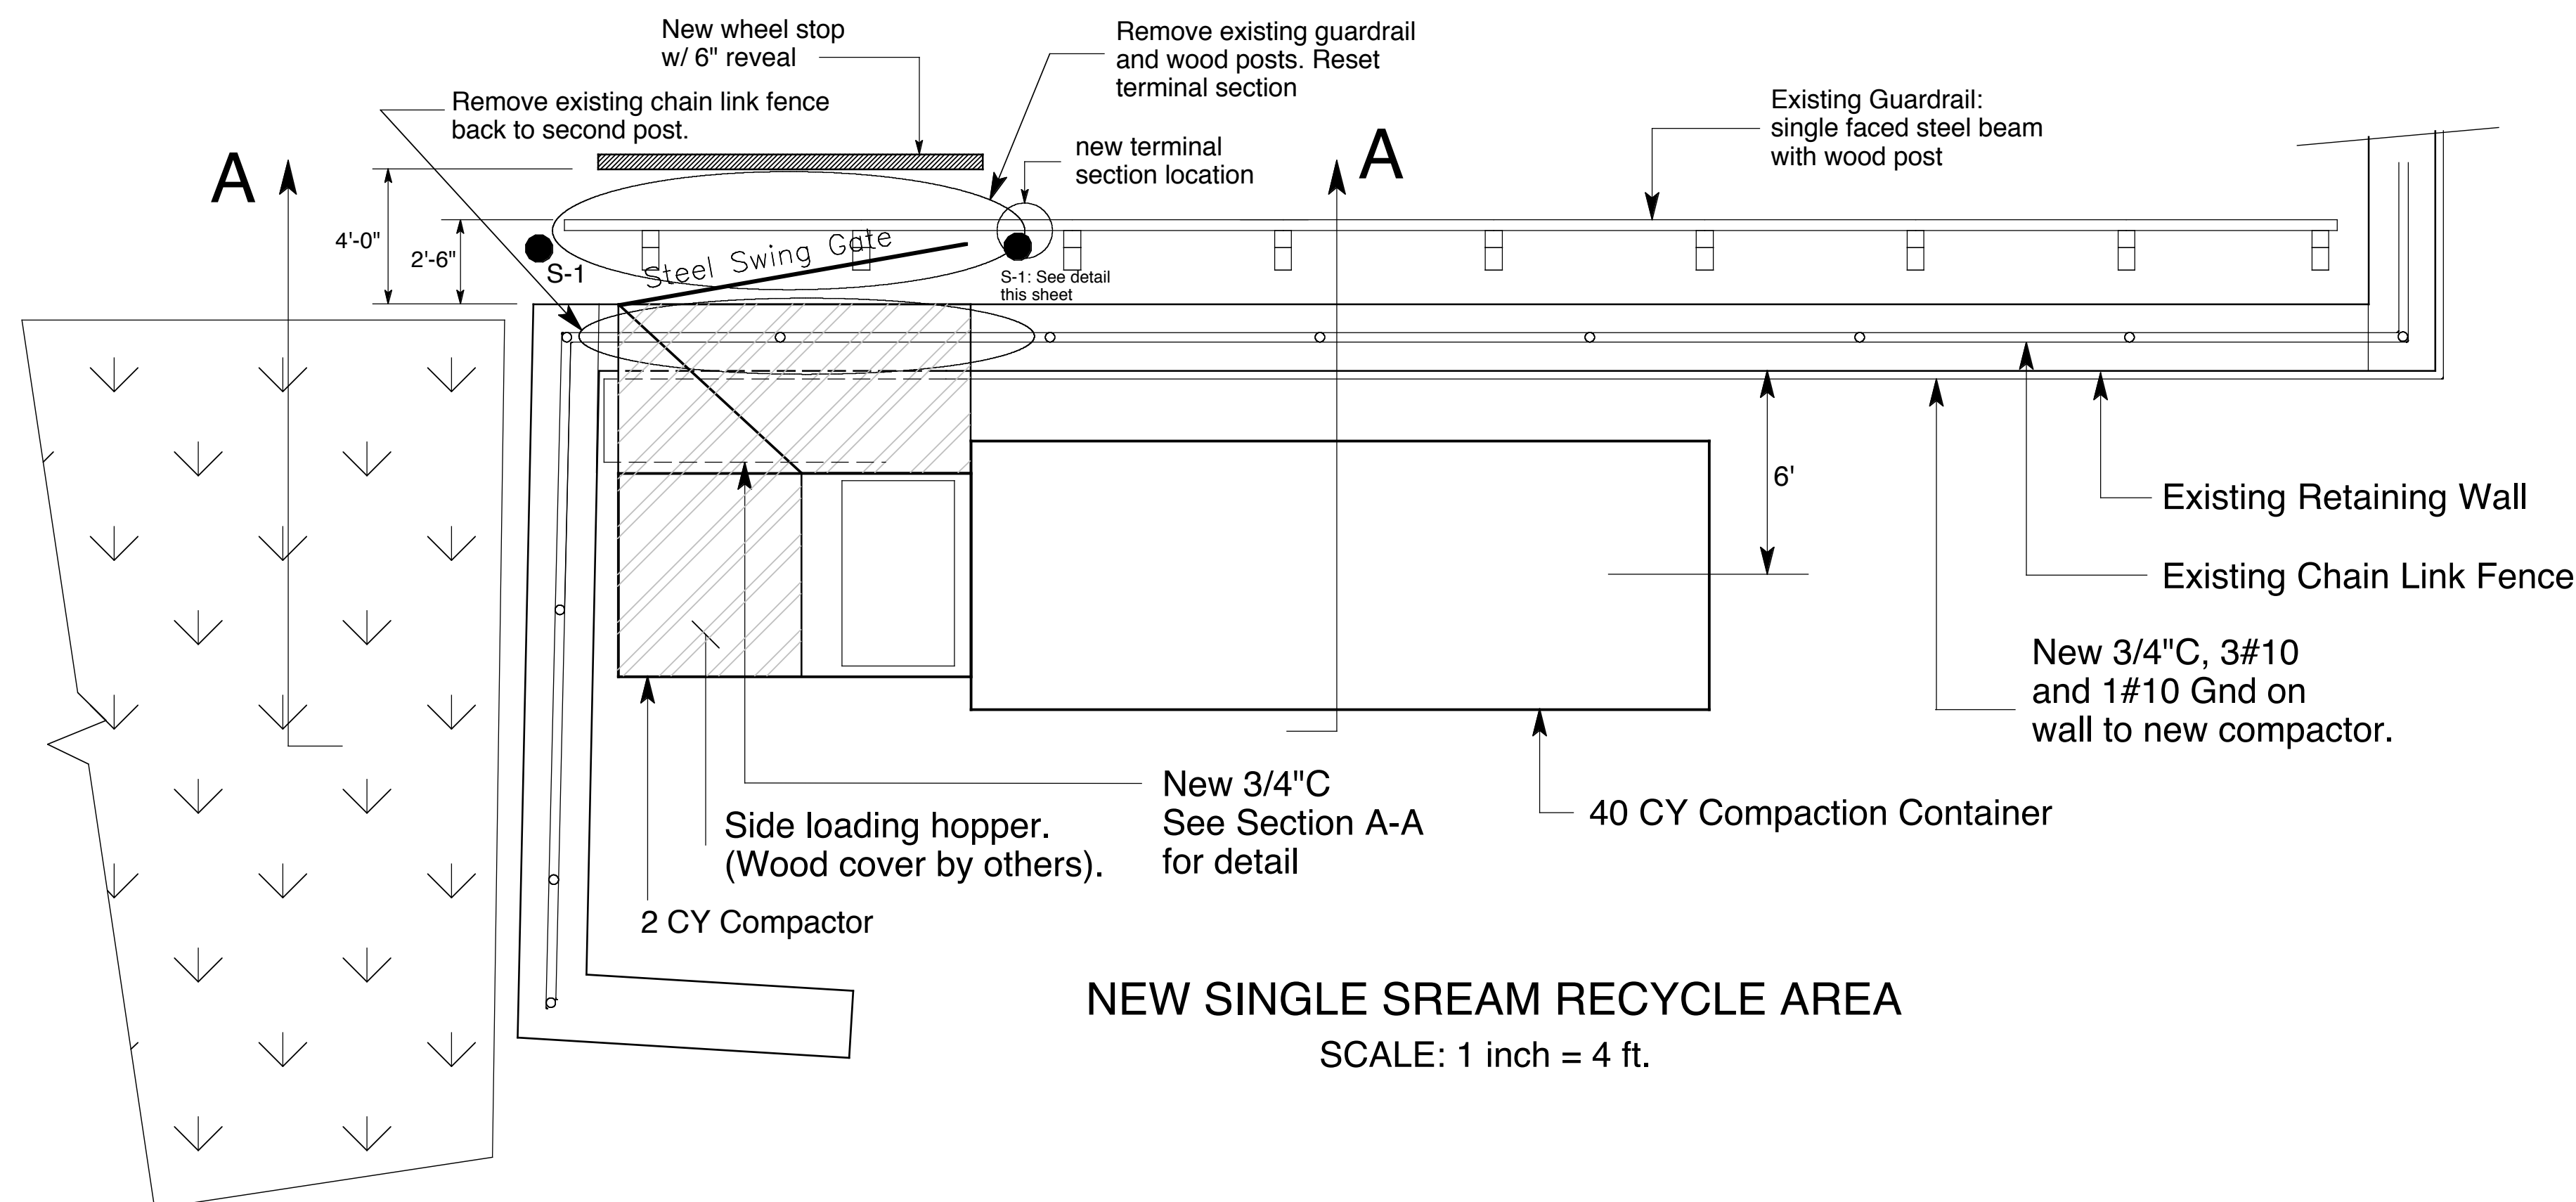 New wheel stop
w/ 6" reveal
Remove existing guardrail
and wood posts. Reset
terminal section
Remove existing chain link fence
back to second post.
new terminal
section location
Existing Guardrail:
single faced steel beam
with wood post
A
A
4'-0"
2'-6"
S-1
Steel Swing Gate
S-1: See detail
this sheet
6'
Existing Retaining Wall
Existing Chain Link Fence
New 3/4"C, 3#10
and 1#10 Gnd on
wall to new compactor.
New 3/4"C
See Section A-A
for detail
40 CY Compaction Container
Side loading hopper.
(Wood cover by others).
2 CY Compactor
NEW SINGLE SREAM RECYCLE AREA
SCALE: 1 inch = 4 ft.